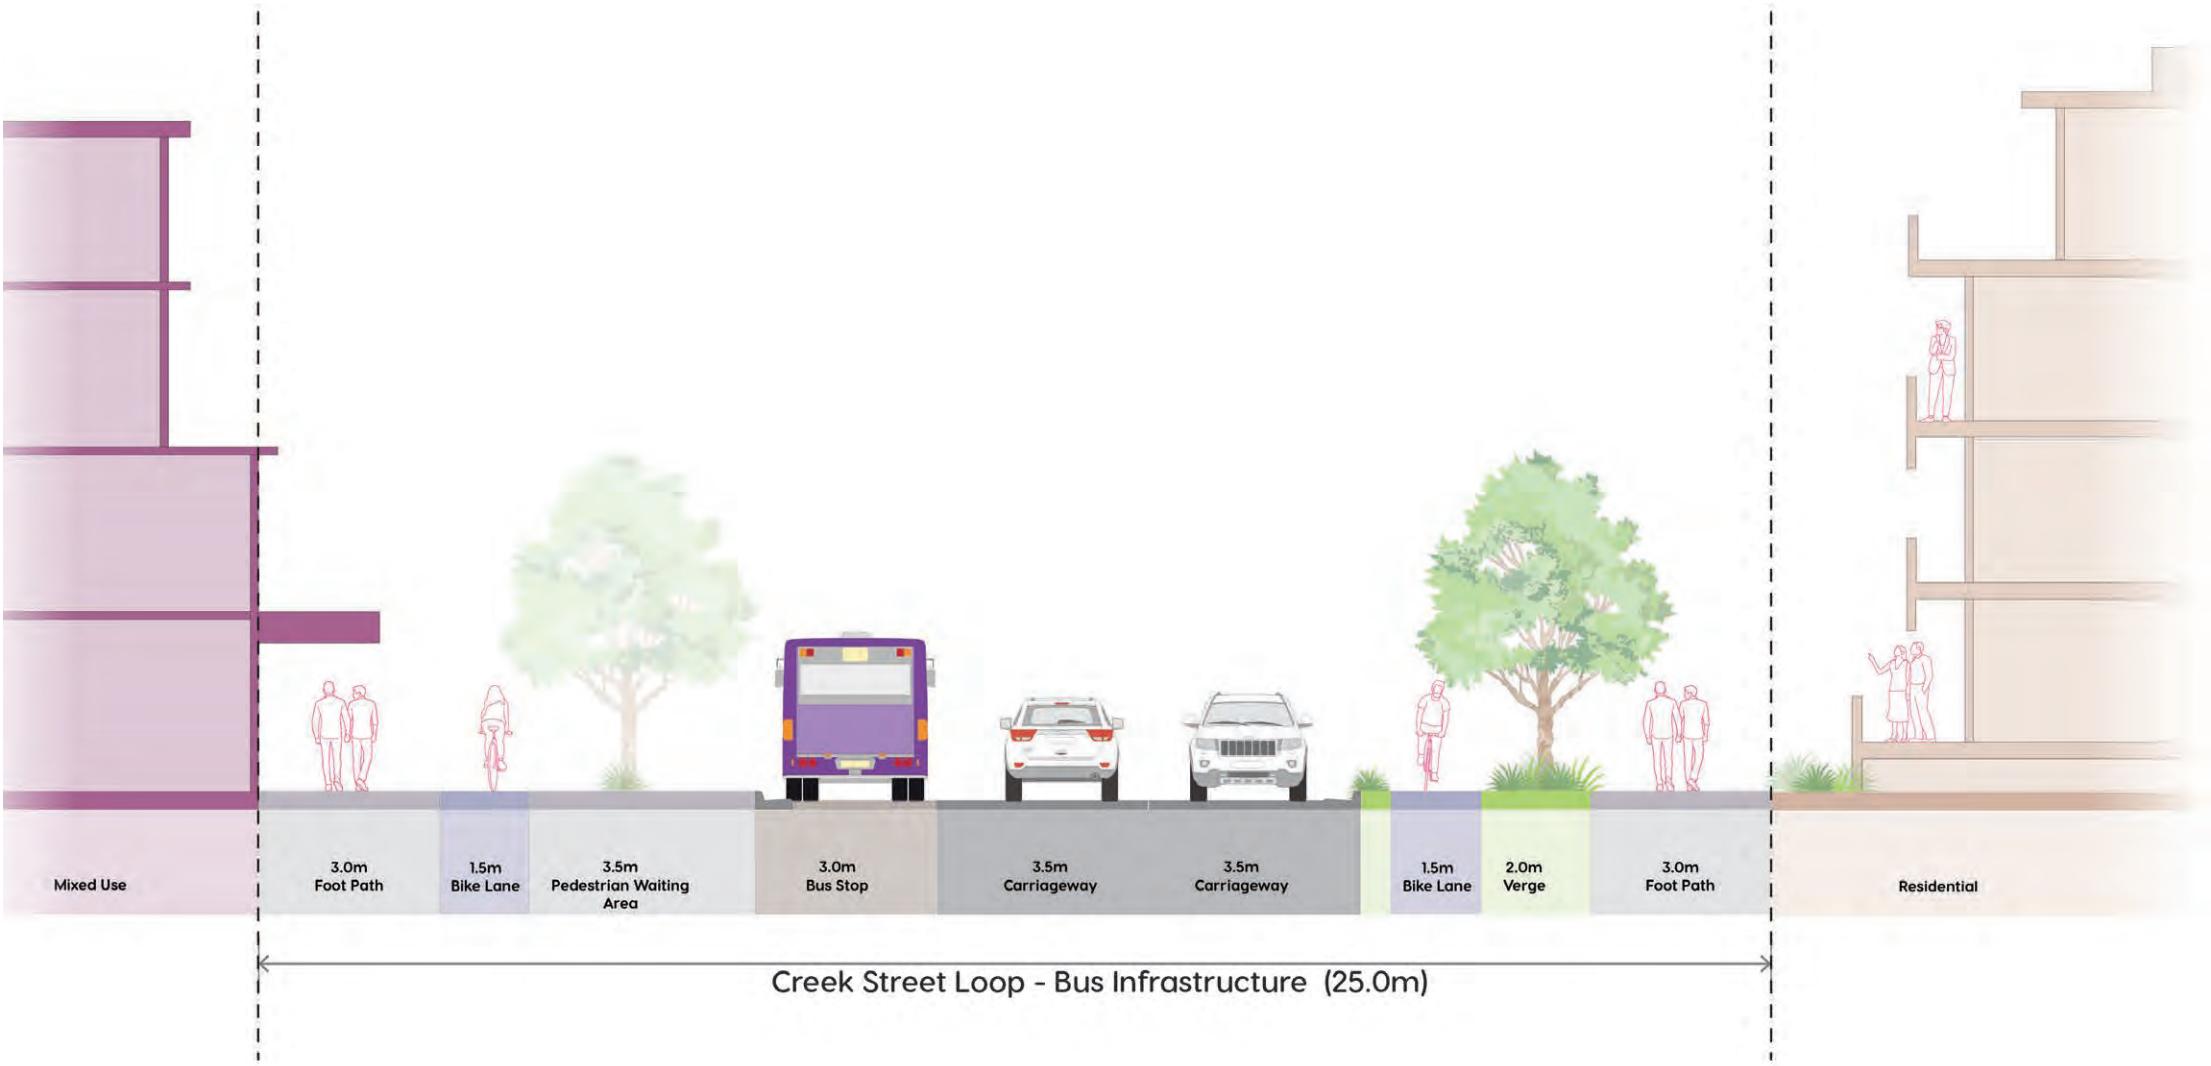 Mixed Use
3.0m
Foot Path
1.5m
Bike Lane
3.5m
Pedestrian Waiting
Area
3.0m
Bus Stop
3.5m
Carriageway
3.5m
Carriageway
1.5m
Bike Lane
2.0m
Verge
3.0m
Foot Path
Residential
Creek Street Loop - Bus Infrastructure (25.0m)